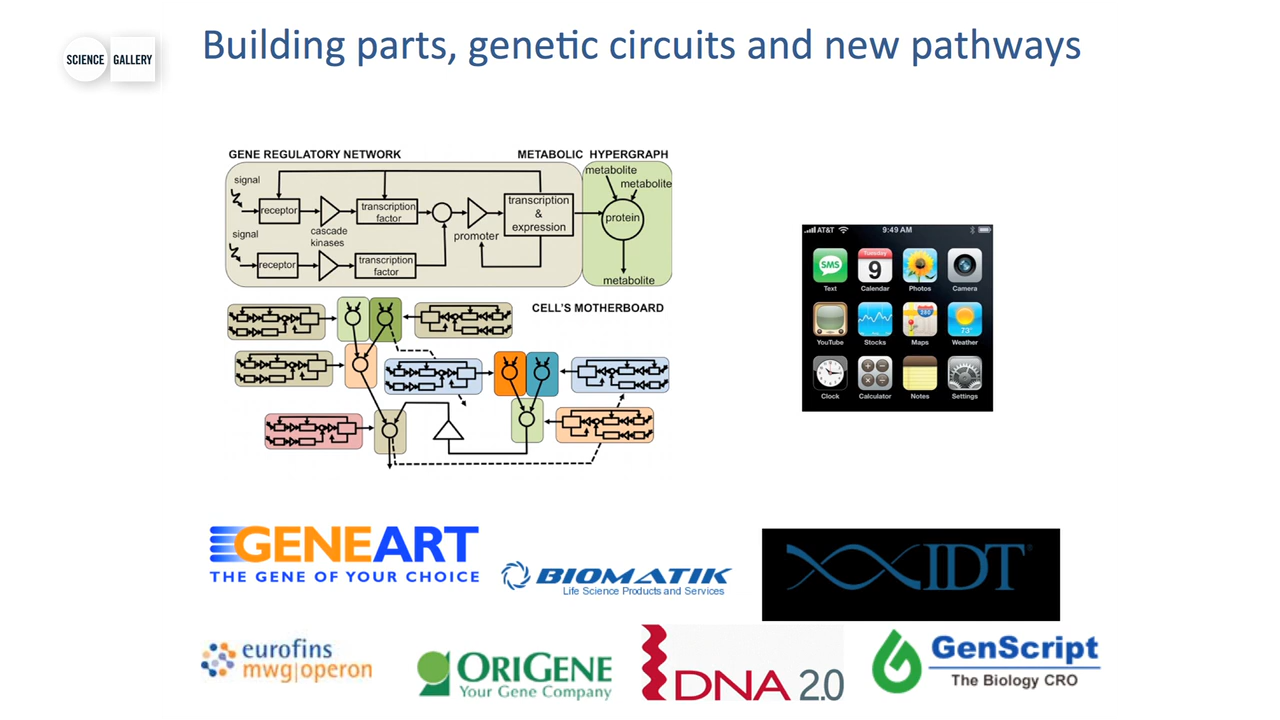 SCIENCE GALLERY
Building parts, genetic circuits and new pathways
GENE REGULATORY NETWORK
METABOLIC HYPERGRAPH
signal
receptor
cascade
kinases
transcription
factor
promoter
transcription
&
expression
metabolite
metabolite
protein
metabolite
signal
receptor
transcription
factor
CELL'S MOTHERBOARD
AT&T 9:49 AM
SMS
Tuesday
9
280
73°
Text Calendar Photos Camera
YouTube Stocks Maps Weather
Clock Calculator Notes Settings
GENEART
THE GENE OF YOUR CHOICE
BIOMATIK
Life Science Products and Services
IDT®
eurofins
mwg|operon
ORIGENE
Your Gene Company
DNA 2.0
GenScript
The Biology CRO